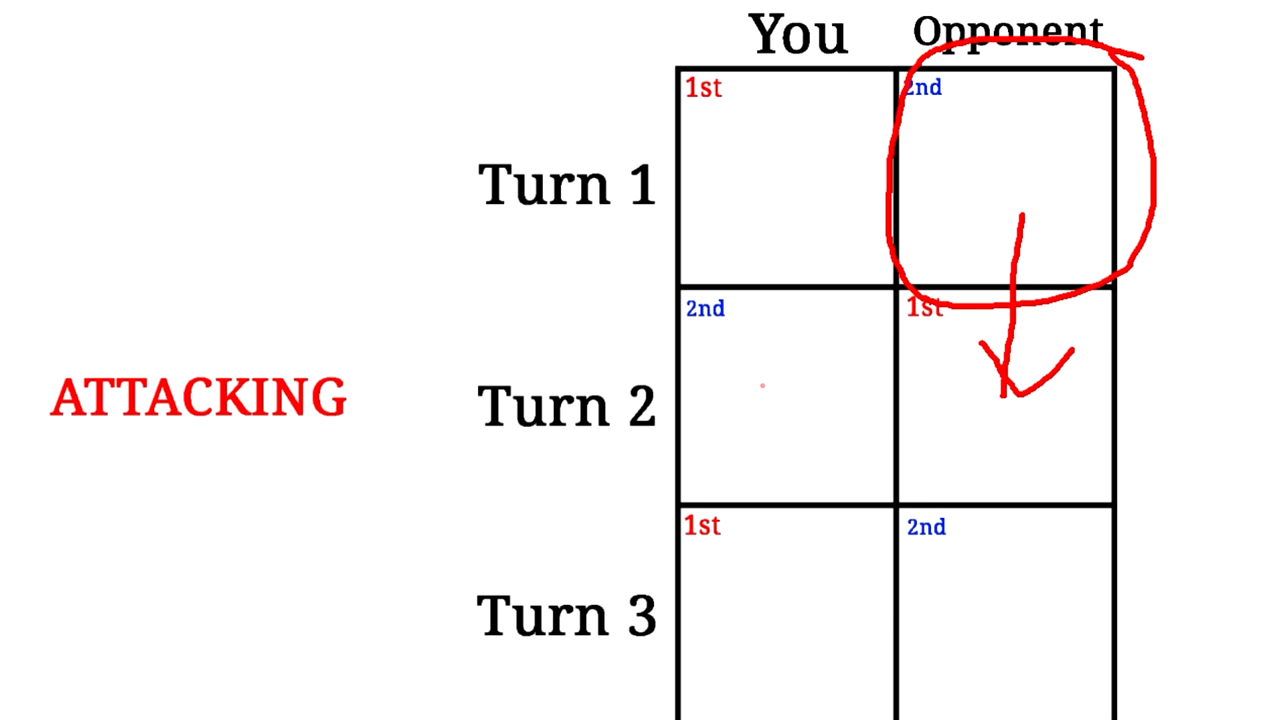 You Opponent
1st 2nd
Turn 1
2nd 1st
ATTACKING Turn 2
1st 2nd
Turn 3